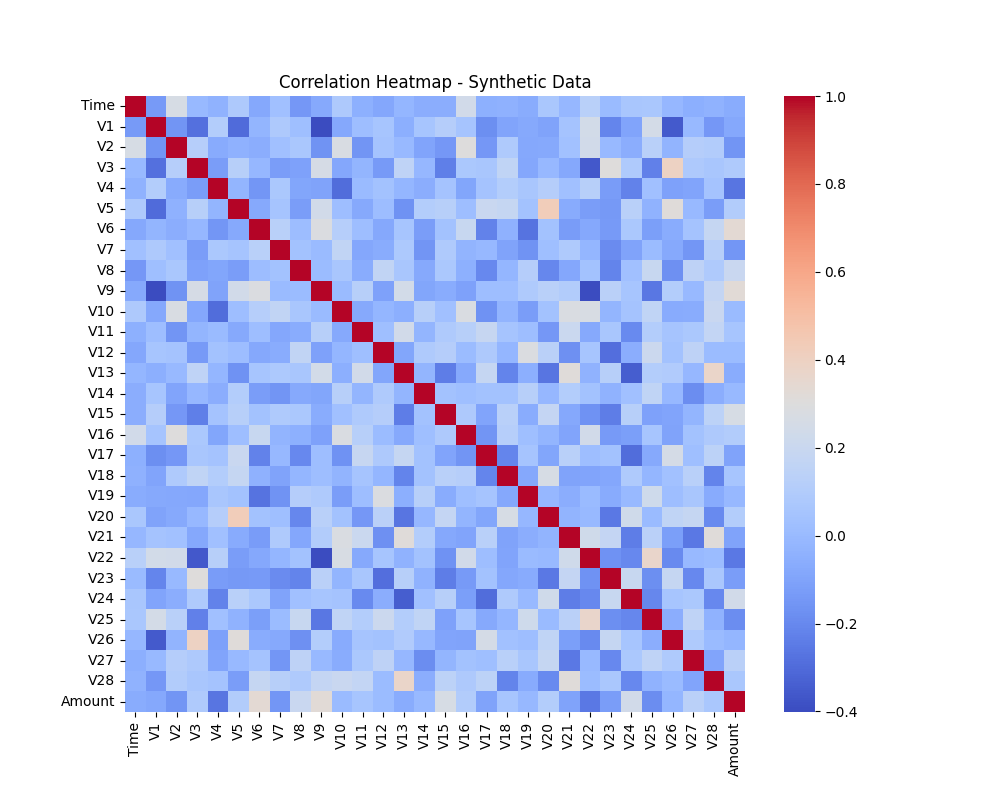 Correlation Heatmap - Synthetic Data
Time
V1
V2
V3
V4
V5
V6
V7
V8
V9
V10
V11
V12
V13
V14
V15
V16
V17
V18
V19
V20
V21
V22
V23
V24
V25
V26
V27
V28
Amount
Time V1 V2 V3 V4 V5 V6 V7 V8 V9 V10 V11 V12 V13 V14 V15 V16 V17 V18 V19 V20 V21 V22 V23 V24 V25 V26 V27 V28 Amount
1.0
0.8
0.6
0.4
0.2
0.0
−0.2
−0.4